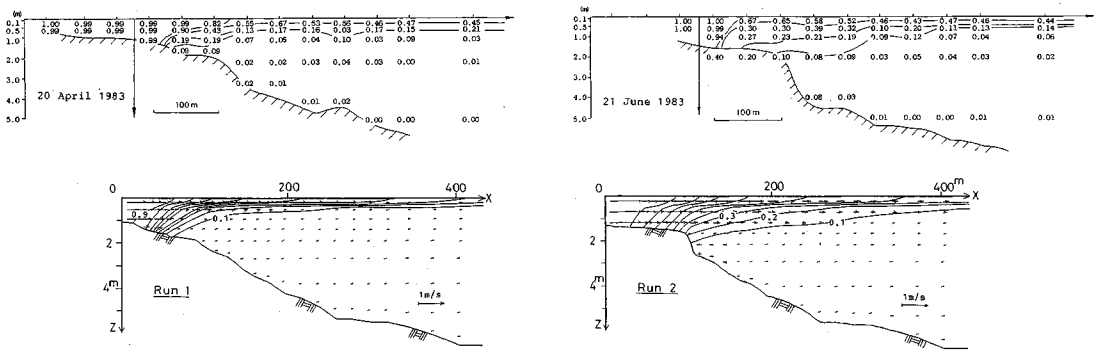 (m)
0.1 1.00 0.99 0.99 0.99 0.99 0.82 0.55 0.67 0.53 0.56 0.46 0.47 0.45
0.99 0.99 0.99 0.99 0.90 0.43 0.13 0.17 0.16 0.03 0.17 0.15 0.21
1.0 0.99 0.19 0.19 0.07 0.05 0.04 0.10 0.03 0.09 0.03
0.09 0.09
2.0 0.02 0.02 0.03 0.04 0.03 0.02 0.01
3.0 0.02 0.01
4.0 0.01 0.02
5.0 0.00 0.00 0.00
20 April 1983
100m
(m)
0.1 1.00 1.00 0.67 0.65 0.58 0.52 0.46 0.43 0.47 0.46 0.44
1.00 0.99 0.30 0.30 0.39 0.32 0.10 0.20 0.11 0.13 0.14
1.0 0.94 0.27 0.23 0.21 0.19 0.09 0.12 0.07 0.04 0.06
2.0 0.40 0.20 0.10 0.08 0.09 0.03 0.05 0.04 0.02
3.0
4.0 0.08 0.03
5.0 0.01 0.00 0.00 0.01 0.02
21 June 1983
100m
0 200 400 X
0.9 0.1
2
4m
Z
Run 1
1m/s
0 200 400 m X
0.3 0.2 0.1
2
4m
Z
Run 2
1m/s